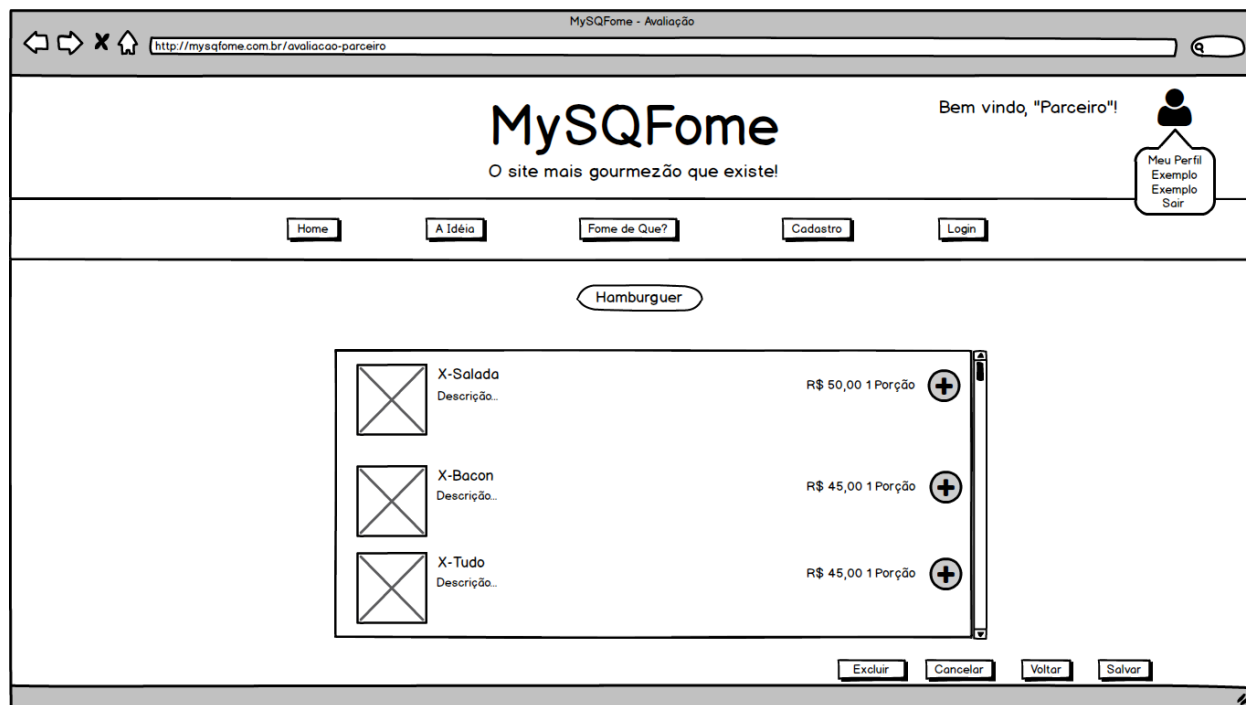 MySQFome - Avaliação
http://mysqfome.com.br/avaliacao-parceiro
MySQFome
O site mais gourmezão que existe!
Bem vindo, "Parceiro"!
Meu Perfil
Exemplo
Exemplo
Sair
Home
A Idéia
Fome de Que?
Cadastro
Login
Hamburguer
X-Salada
Descrição...
R$ 50,00 1 Porção
X-Bacon
Descrição...
R$ 45,00 1 Porção
X-Tudo
Descrição...
R$ 45,00 1 Porção
Excluir
Cancelar
Voltar
Salvar